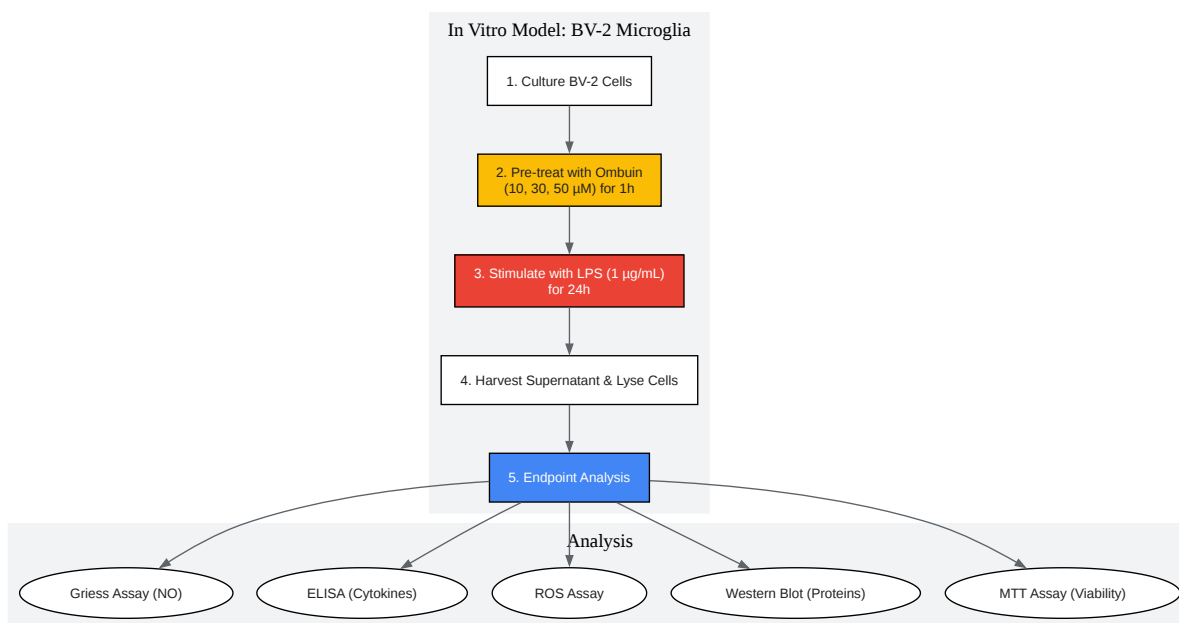 In Vitro Model: BV-2 Microglia
1. Culture BV-2 Cells
2. Pre-treat with Ombuin
(10, 30, 50 µM) for 1h
3. Stimulate with LPS (1 µg/mL)
for 24h
4. Harvest Supernatant & Lyse Cells
5. Endpoint Analysis
Analysis
Griess Assay (NO)
ELISA (Cytokines)
ROS Assay
Western Blot (Proteins)
MTT Assay (Viability)